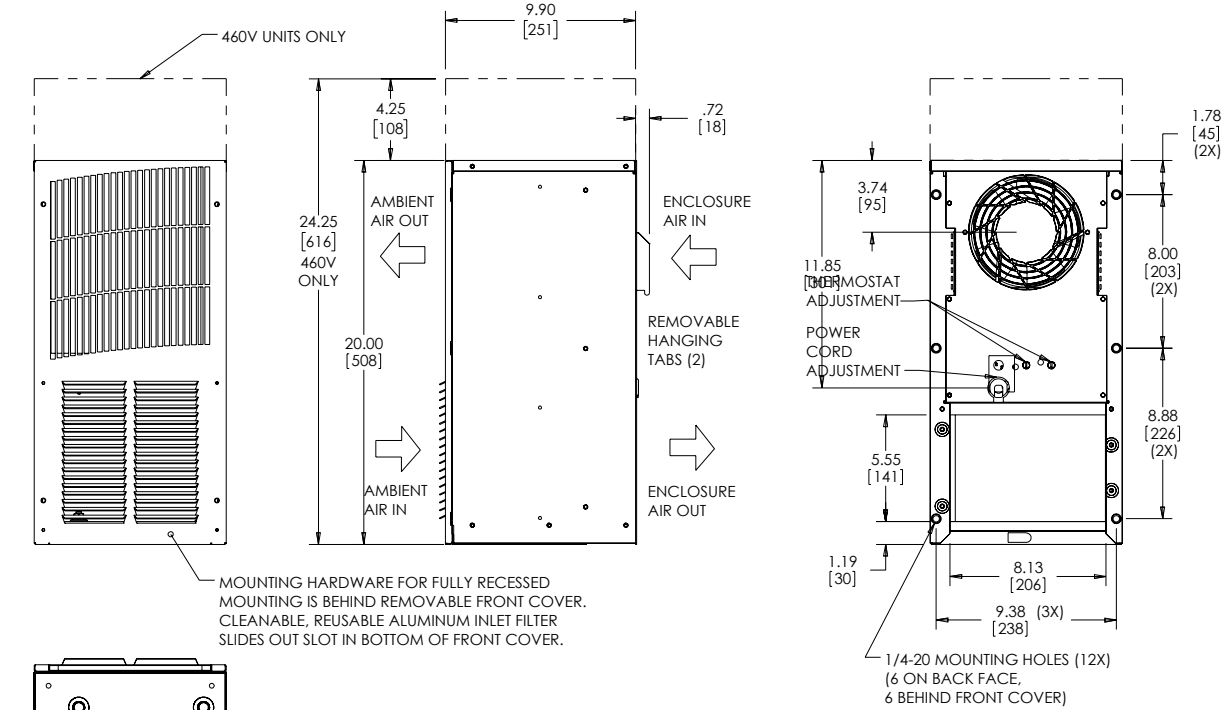 9.90
[251]
460V UNITS ONLY
4.25
[108]
.72
[18]
1.78
[45]
(2X)
AMBIENT
AIR OUT
ENCLOSURE
AIR IN
3.74
[95]
24.25
[616]
460V
ONLY
8.00
[203]
(2X)
11.85
THERMOSTAT
ADJUSTMENT
REMOVABLE
HANGING
TABS (2)
POWER
CORD
ADJUSTMENT
20.00
[508]
8.88
[226]
(2X)
5.55
[141]
AMBIENT
AIR IN
ENCLOSURE
AIR OUT
1.19
[30]
8.13
[206]
9.38 (3X)
[238]
MOUNTING HARDWARE FOR FULLY RECESSED
MOUNTING IS BEHIND REMOVABLE FRONT COVER.
CLEANABLE, REUSABLE ALUMINUM INLET FILTER
SLIDES OUT SLOT IN BOTTOM OF FRONT COVER.
1/4-20 MOUNTING HOLES (12X)
(6 ON BACK FACE,
6 BEHIND FRONT COVER)